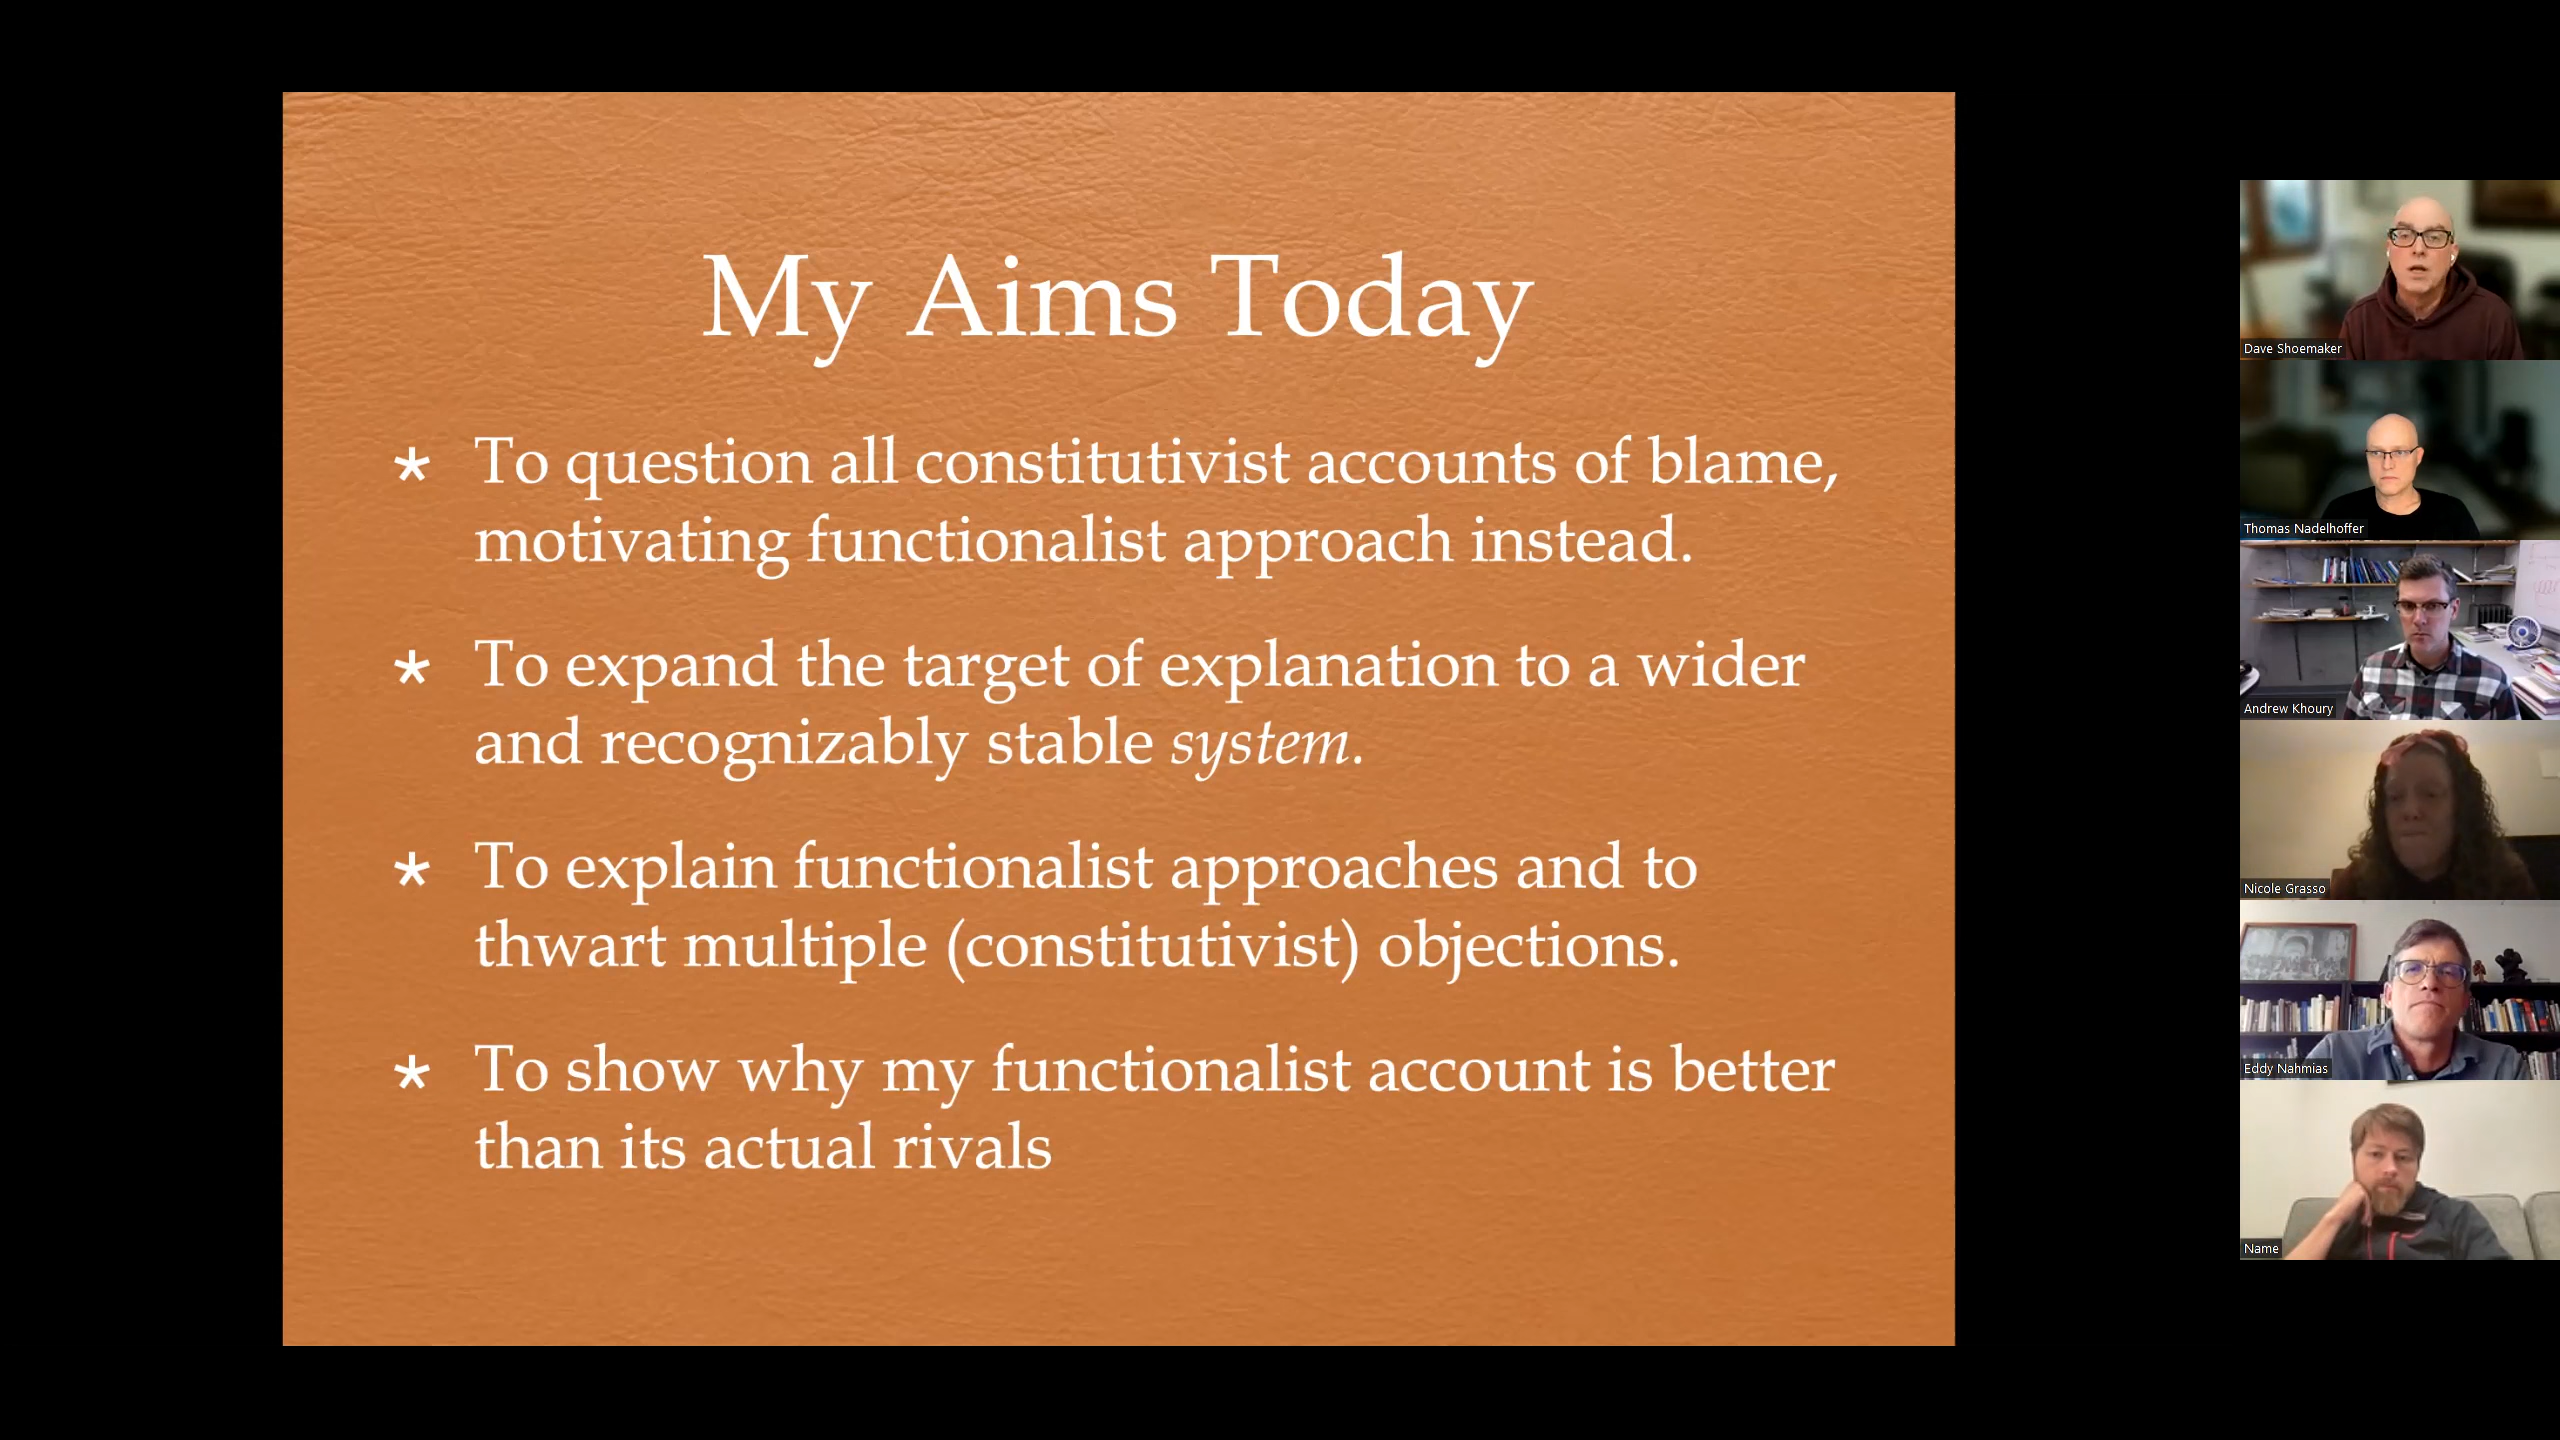 My Aims Today
* To question all constitutivist accounts of blame,
motivating functionalist approach instead.
* To expand the target of explanation to a wider
and recognizably stable system.
* To explain functionalist approaches and to
thwart multiple (constitutivist) objections.
* To show why my functionalist account is better
than its actual rivals
Dave Shoemaker
Thomas Nadelhoffer
Andrew Khoury
Nicole Grasso
Eddy Nahmias
Name